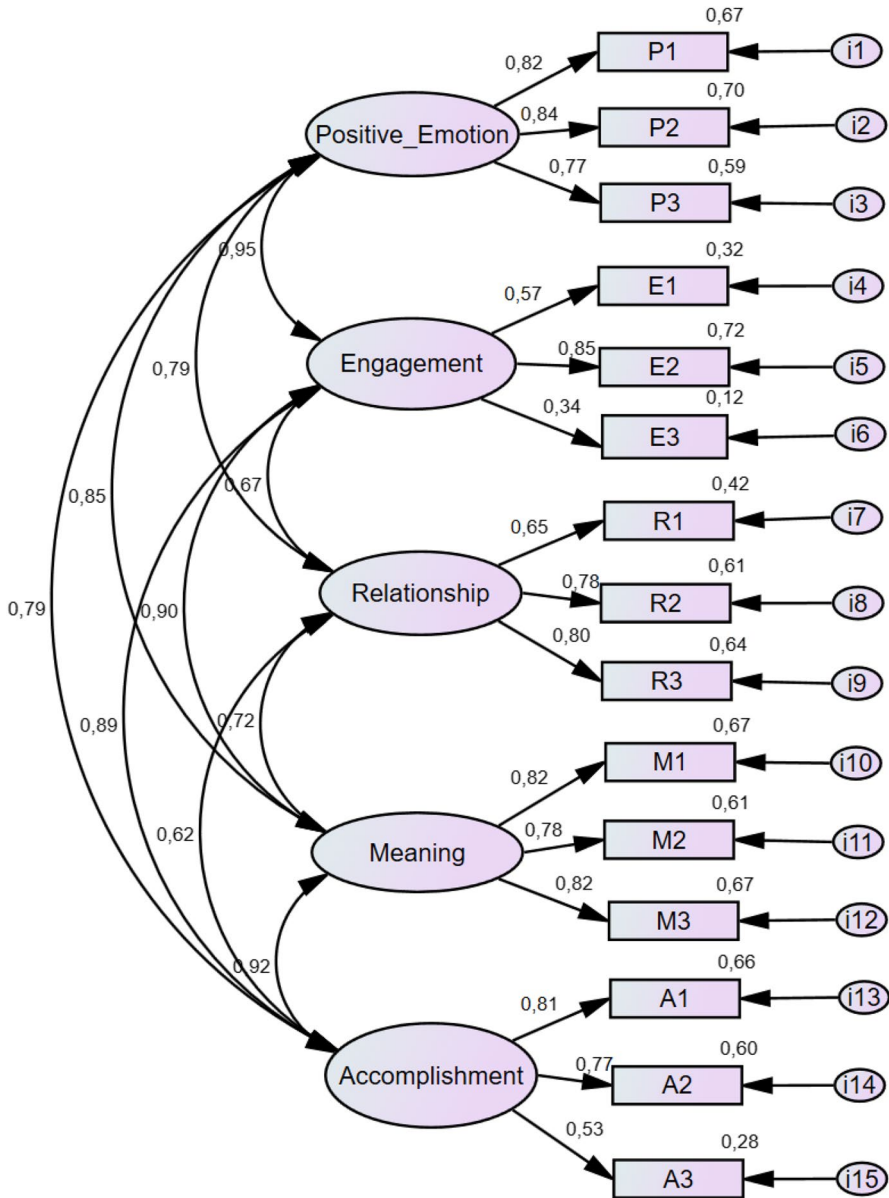 0,67
P1
i1
0,82
0,70
Positive_Emotion
0,84
P2
i2
0,77
0,59
P3
i3
0,95
0,32
E1
i4
0,57
0,72
Engagement
0,85
E2
i5
0,79
0,12
0,34
E3
i6
0,85
0,67
0,42
R1
i7
0,65
0,61
Relationship
0,78
R2
i8
0,79
0,90
0,80
0,64
R3
i9
0,89
0,72
0,67
M1
i10
0,82
0,61
0,62
Meaning
0,78
M2
i11
0,82
0,67
M3
i12
0,92
0,66
A1
i13
0,81
0,60
Accomplishment
0,77
A2
i14
0,53
0,28
A3
i15